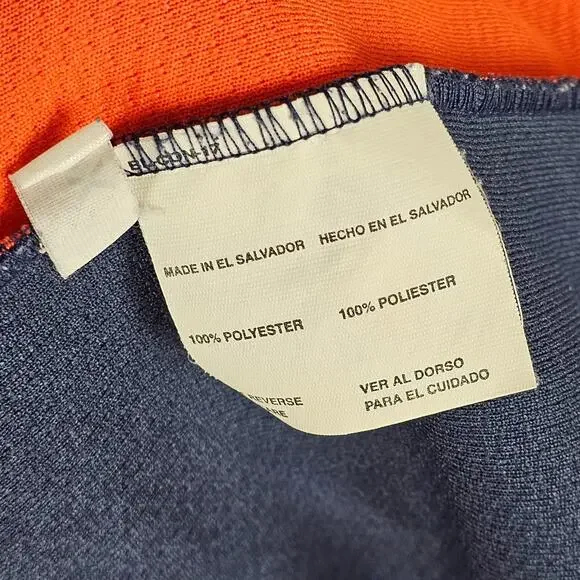 MADE IN EL SALVADOR HECHO EN EL SALVADOR
100% POLYESTER 100% POLIESTER
REVERSE VER AL DORSO
PARA EL CUIDADO